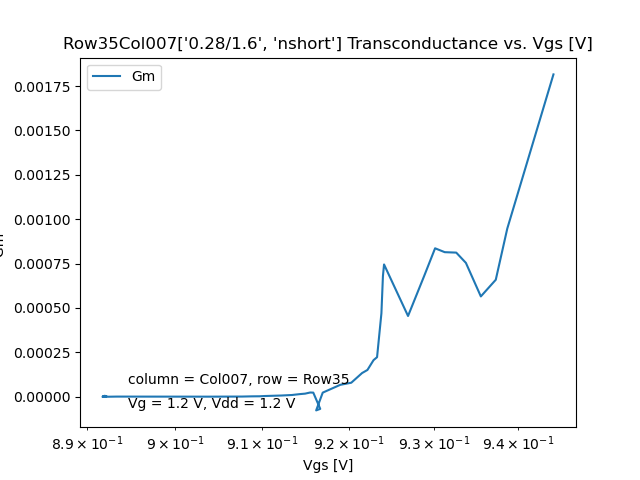 Row35Col007['0.28/1.6', 'nshort'] Transconductance vs. Vgs [V]
Gm
0.00175
0.00150
0.00125
0.00100
0.00075
0.00050
0.00025
0.00000
column = Col007, row = Row35
Vg = 1.2 V, Vdd = 1.2 V
8.9 × 10⁻¹ 9 × 10⁻¹ 9.1 × 10⁻¹ 9.2 × 10⁻¹ 9.3 × 10⁻¹ 9.4 × 10⁻¹
Vgs [V]